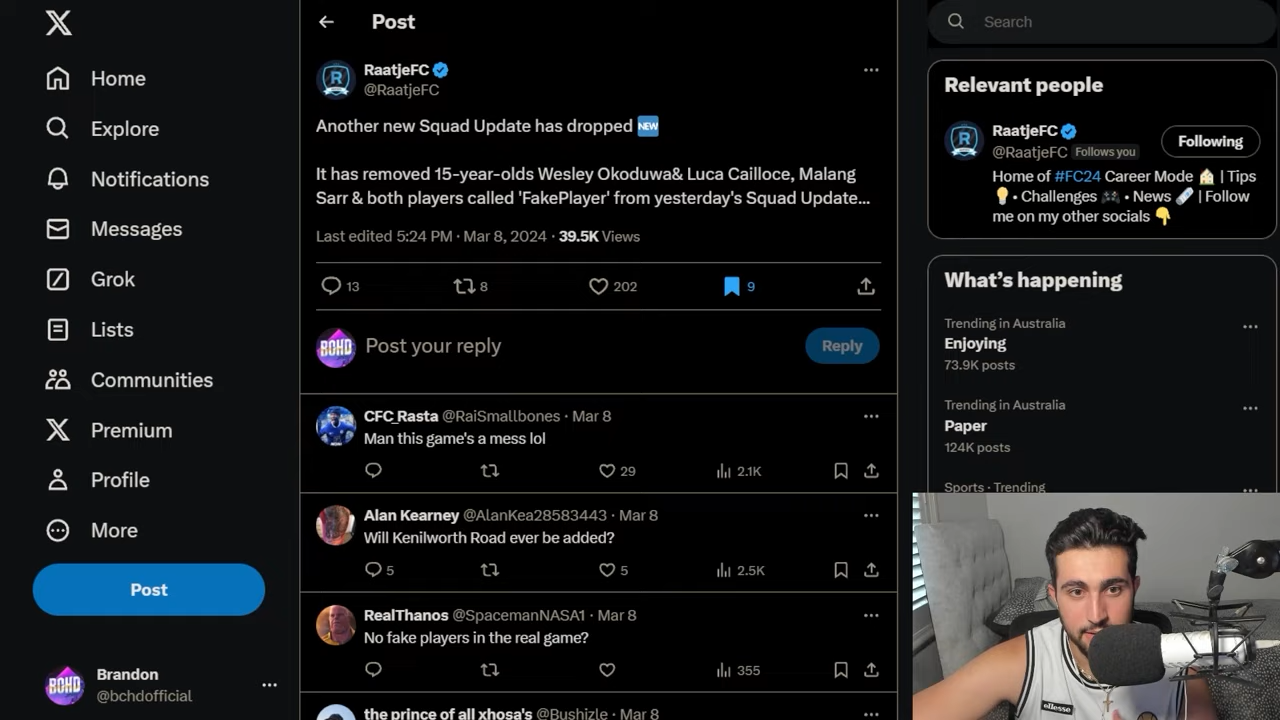 Home
Explore
Notifications
Messages
Grok
Lists
Communities
Premium
Profile
More
Post
Brandon
@bchdofficial
Post
RaatjeFC
@RaatjeFC
Another new Squad Update has dropped NEW
It has removed 15-year-olds Wesley Okoduwa& Luca Cailloce, Malang
Sarr & both players called 'FakePlayer' from yesterday's Squad Update...
Last edited 5:24 PM · Mar 8, 2024 · 39.5K Views
13 8 202 9
BOHD Post your reply Reply
CFC_Rasta @RaiSmallbones · Mar 8
Man this game's a mess lol
29 2.1K
Alan Kearney @AlanKea28583443 · Mar 8
Will Kenilworth Road ever be added?
5 5 2.5K
RealThanos @SpacemanNASA1 · Mar 8
No fake players in the real game?
355
the prince of all xhosa's @Bushizle · Mar 8
Search
Relevant people
RaatjeFC
@RaatjeFC Follows you
Following
Home of #FC24 Career Mode 🏠 | Tips
💡 • Challenges 🎮 • News 🗞️ | Follow
me on my other socials 👇
What's happening
Trending in Australia
Enjoying
73.9K posts
Trending in Australia
Paper
124K posts
Sports · Trending
ellesse